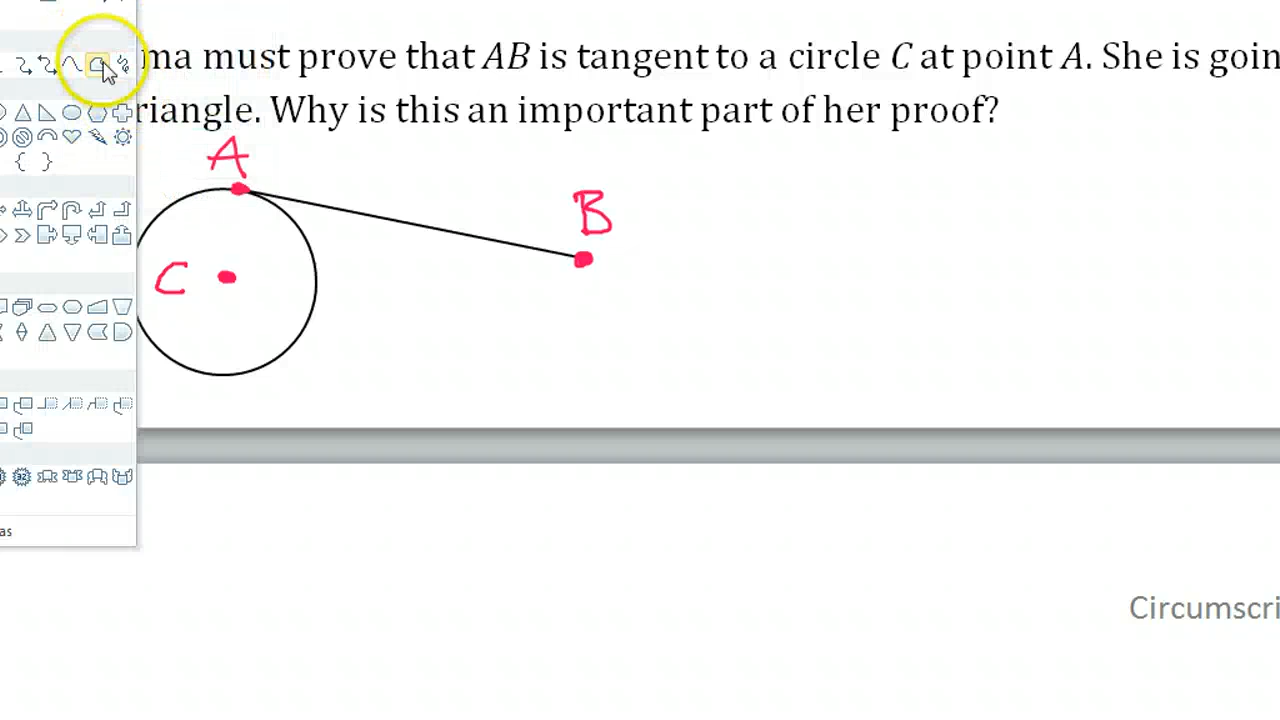 ma must prove that AB is tangent to a circle C at point A. She is goin
riangle. Why is this an important part of her proof?
A
B
C
as
Circumscri